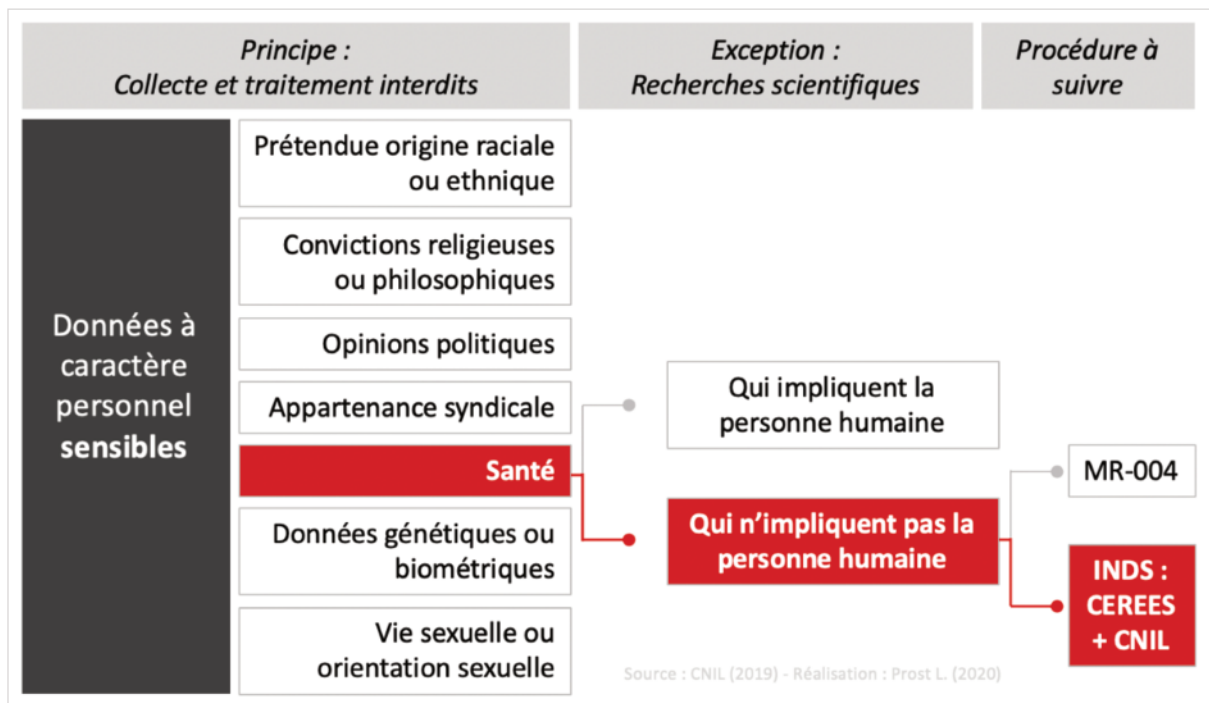 Principe :
Collecte et traitement interdits
Exception :
Recherches scientifiques
Procédure à
suivre
Données à
caractère
personnel
sensibles
Prétendue origine raciale
ou ethnique
Convictions religieuses
ou philosophiques
Opinions politiques
Appartenance syndicale
Santé
Données génétiques ou
biométriques
Vie sexuelle ou
orientation sexuelle
Qui impliquent la
personne humaine
Qui n’impliquent pas la
personne humaine
MR-004
INDS :
CEREES
+ CNIL
Source : CNIL (2019) - Réalisation : Prost L. (2020)